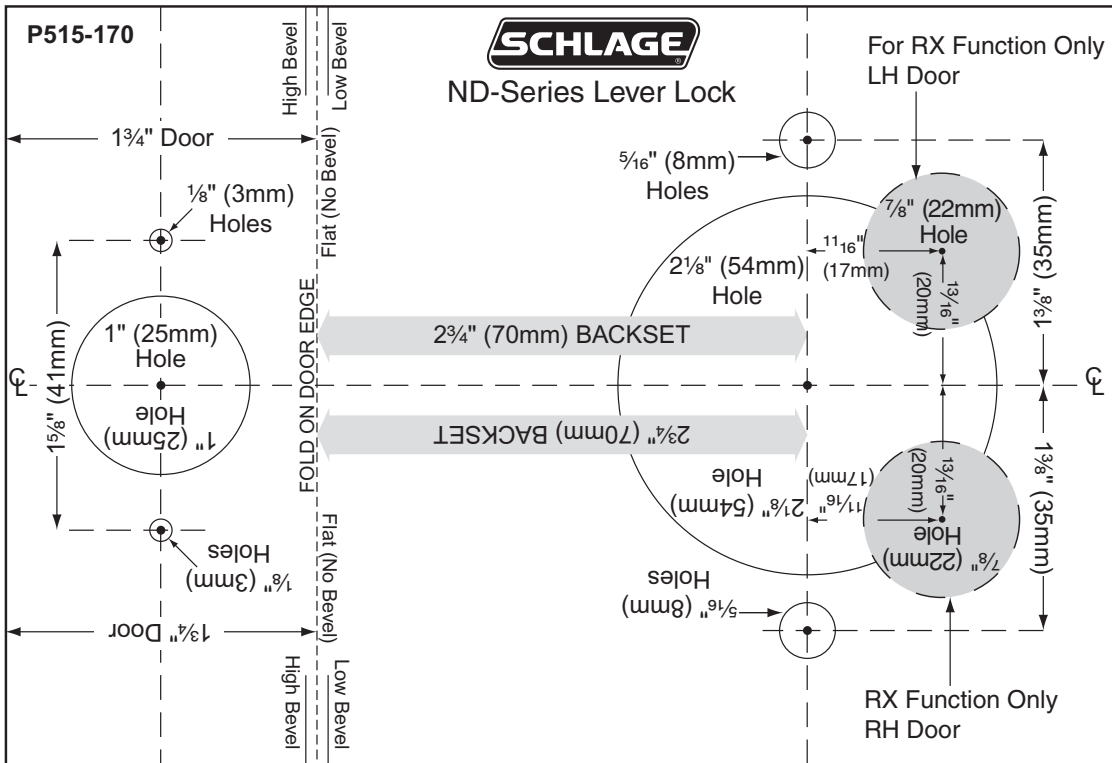 P515-170
High Bevel
Low Bevel
SCHLAGE
®
ND-Series Lever Lock
For RX Function Only
LH Door
1¾" Door
Flat (No Bevel)
5⁄16" (8mm)
Holes
⅛" (3mm)
Holes
⅞" (22mm)
Hole
1⅜" (35mm)
11⁄16"
(17mm)
2⅛" (54mm)
Hole
13⁄16"
(20mm)
1" (25mm)
Hole
1⅝" (41mm)
FOLD ON DOOR EDGE
2¾" (70mm) BACKSET
℄
℄
1" (25mm)
Hole
2¾" (70mm) BACKSET
13⁄16"
(20mm)
1⅜" (35mm)
2⅛" (54mm)
Hole
11⁄16"
(17mm)
⅞" (22mm)
Hole
⅛" (3mm)
Holes
5⁄16" (8mm)
Holes
Flat (No Bevel)
1¾" Door
High Bevel
Low Bevel
RX Function Only
RH Door